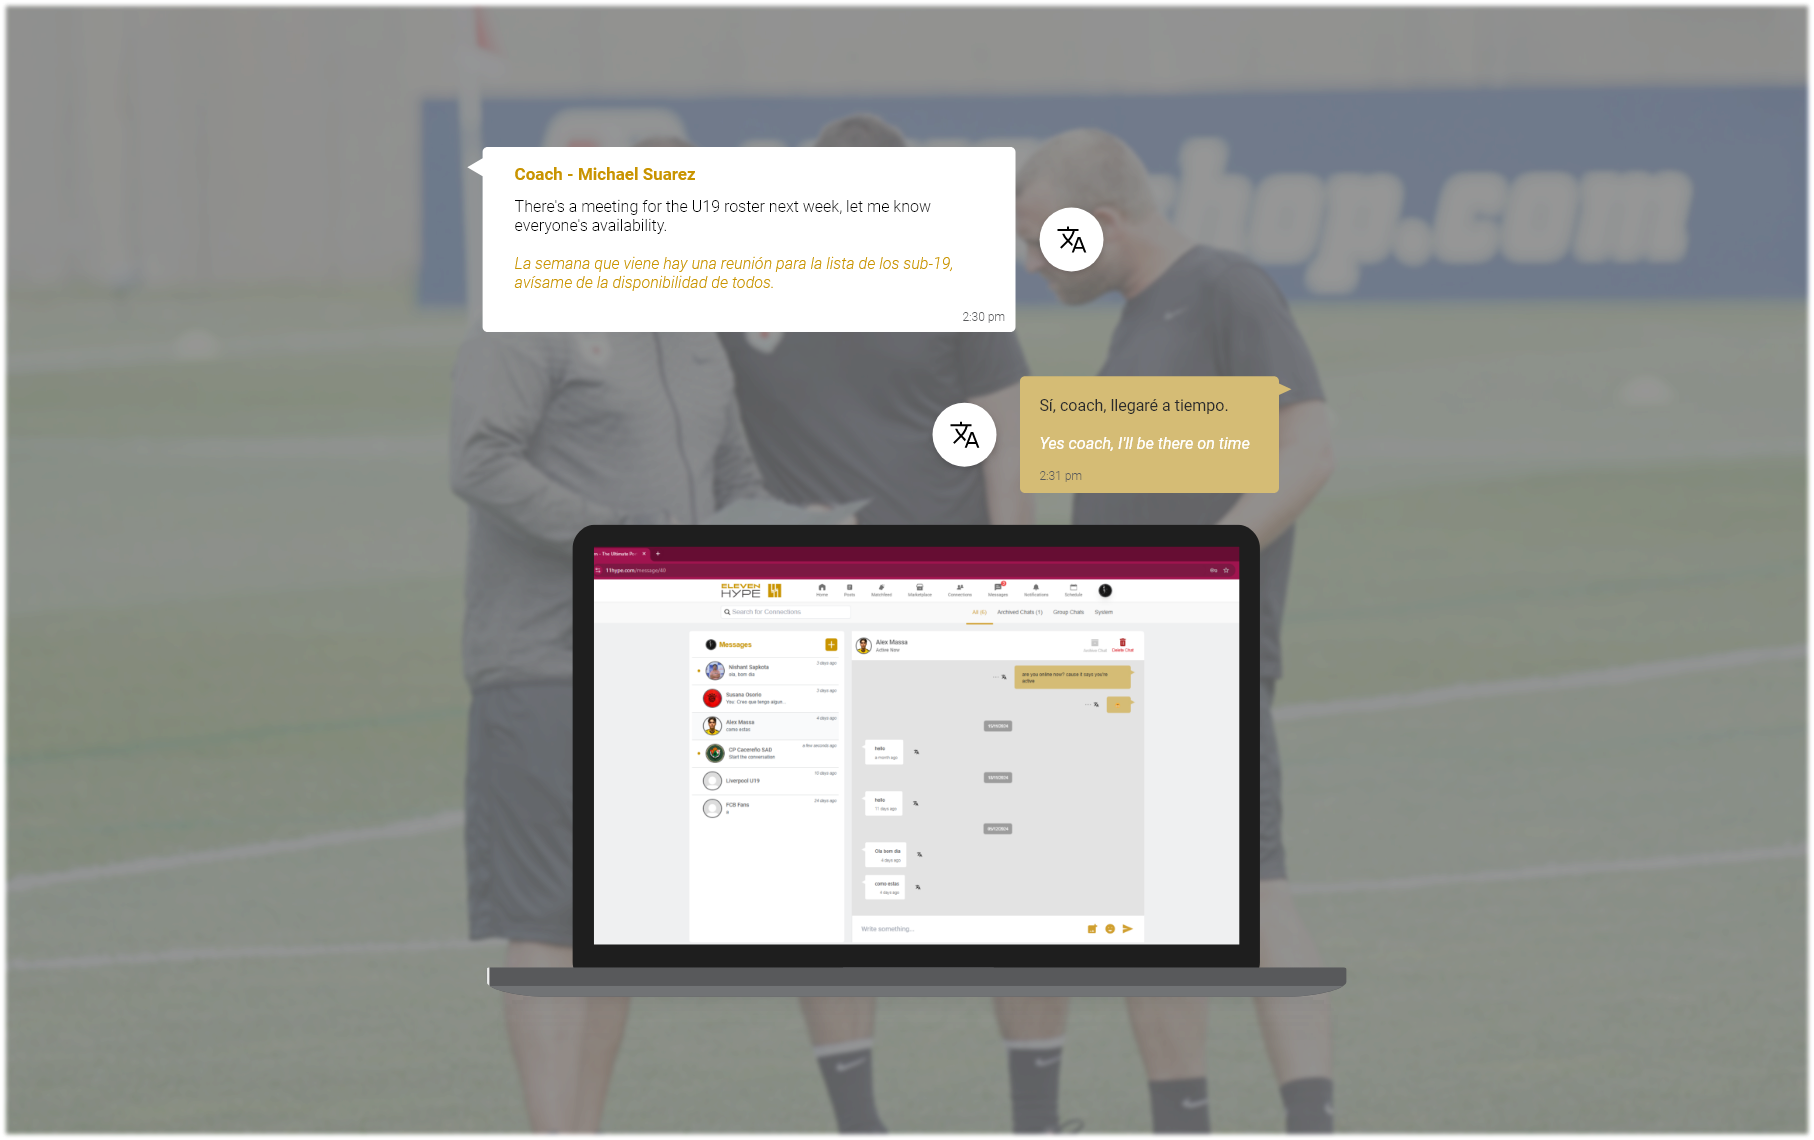 shop.com
Coach - Michael Suarez
There's a meeting for the U19 roster next week, let me know
everyone's availability.
La semana que viene hay una reunión para la lista de los sub-19,
avísame de la disponibilidad de todos.
2:30 pm
Sí, coach, llegaré a tiempo.
Yes coach, I'll be there on time
2:31 pm
11hype.com/message/48
ELEVEN
HYPE
Home
Posts
Matchfeed
Marketplace
Connections
Messages
Notifications
Schedule
Search for Connections
All (6)
Archived Chats (1)
Group Chats
System
Messages
Nishant Sapkota
3 days ago
ola, bom dia
Susana Osorio
3 days ago
You: Creo que tengo algue...
Alex Massa
4 days ago
como estas
CP Cacereño SAD
a few seconds ago
Start the conversation
Liverpool U19
10 days ago
FCB Fans
24 days ago
Alex Massa
Active Now
Archive Chat
Delete Chat
are you online now? cause it says you're
active
Hello
a month ago
hello
11 days ago
Ola bom dia
4 days ago
como estas
4 days ago
Write something...